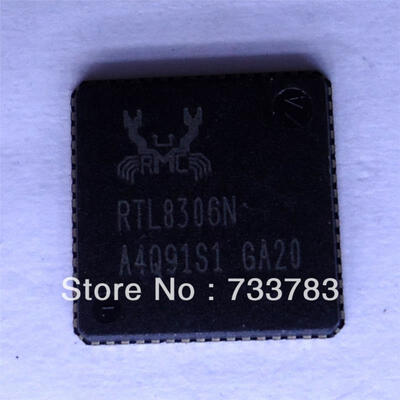 RMC
RTL8306N
A4Q91S1 GA20
Store No: 733783